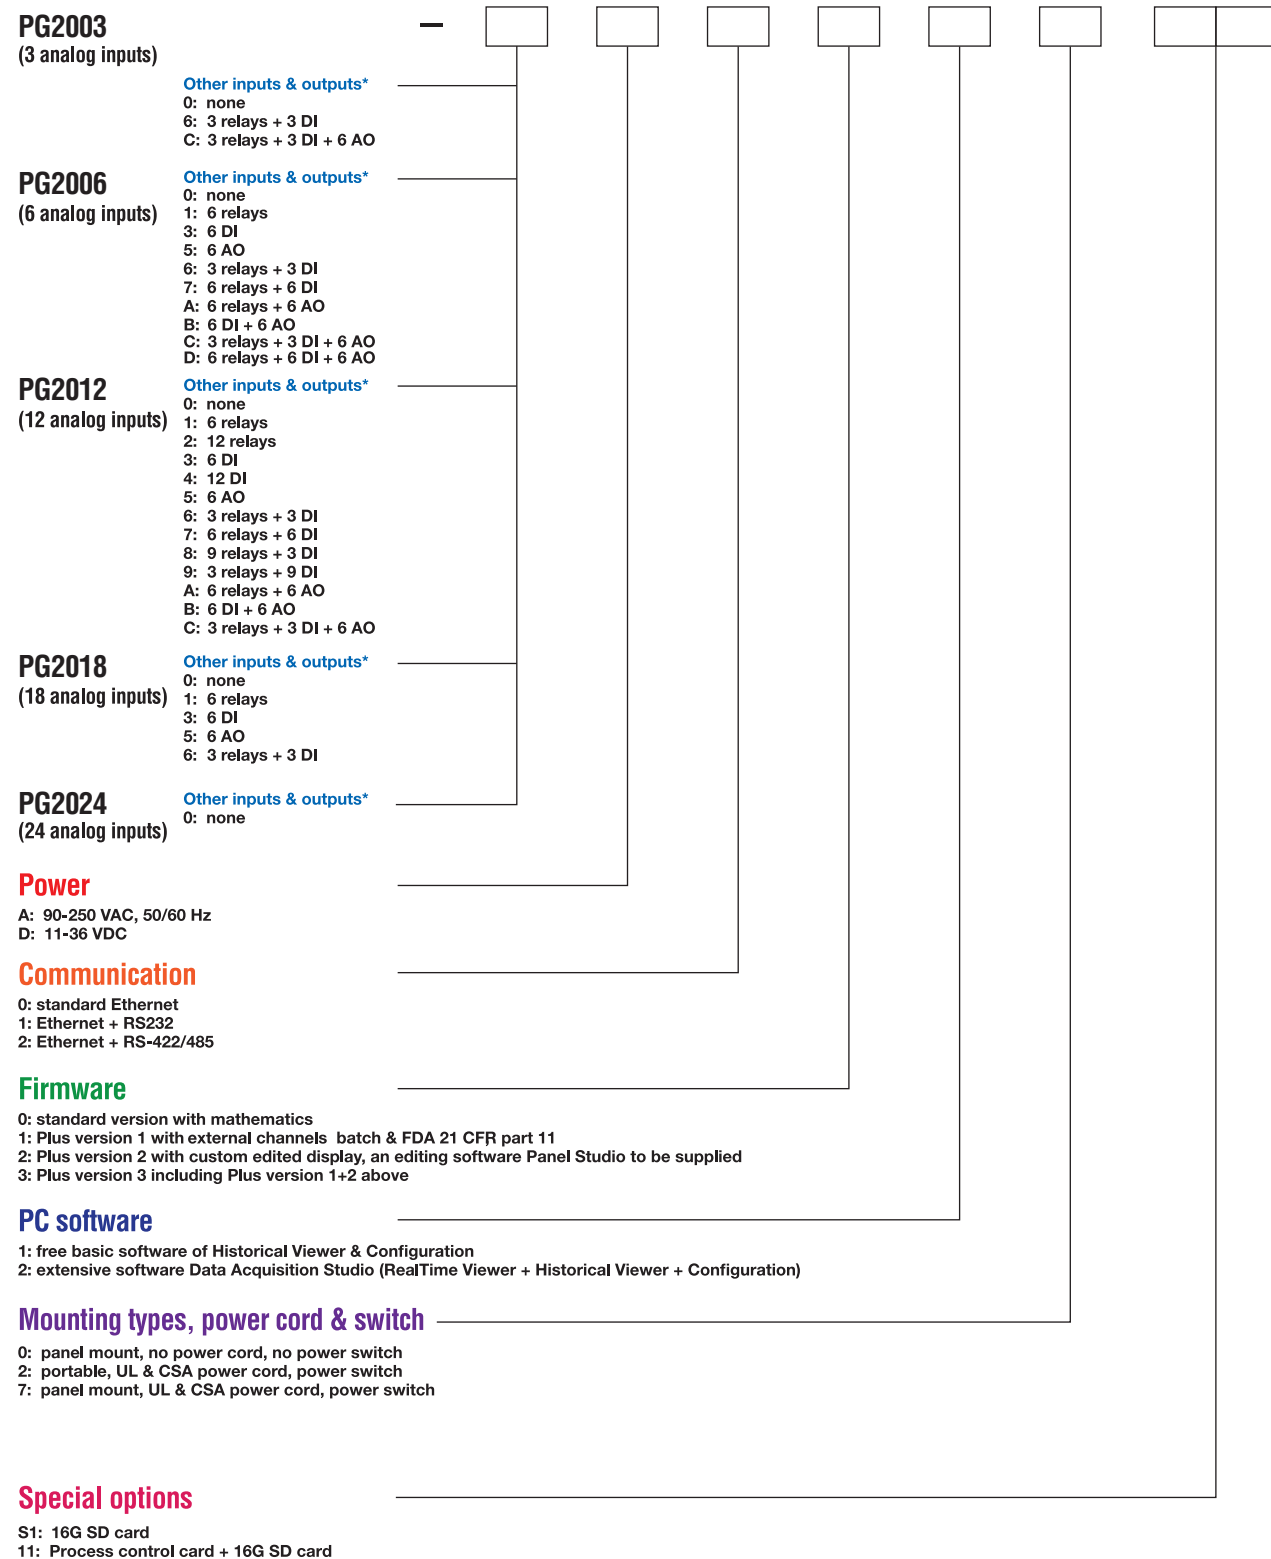 PG2003
(3 analog inputs)
Other inputs & outputs*
0: none
6: 3 relays + 3 DI
C: 3 relays + 3 DI + 6 AO
PG2006
(6 analog inputs)
Other inputs & outputs*
0: none
1: 6 relays
3: 6 DI
5: 6 AO
6: 3 relays + 3 DI
7: 6 relays + 6 DI
A: 6 relays + 6 AO
B: 6 DI + 6 AO
C: 3 relays + 3 DI + 6 AO
D: 6 relays + 6 DI + 6 AO
PG2012
(12 analog inputs)
Other inputs & outputs*
0: none
1: 6 relays
2: 12 relays
3: 6 DI
4: 12 DI
5: 6 AO
6: 3 relays + 3 DI
7: 6 relays + 6 DI
8: 9 relays + 3 DI
9: 3 relays + 9 DI
A: 6 relays + 6 AO
B: 6 DI + 6 AO
C: 3 relays + 3 DI + 6 AO
PG2018
(18 analog inputs)
Other inputs & outputs*
0: none
1: 6 relays
3: 6 DI
5: 6 AO
6: 3 relays + 3 DI
PG2024
(24 analog inputs)
Other inputs & outputs*
0: none
Power
A: 90-250 VAC, 50/60 Hz
D: 11-36 VDC
Communication
0: standard Ethernet
1: Ethernet + RS232
2: Ethernet + RS-422/485
Firmware
0: standard version with mathematics
1: Plus version 1 with external channels batch & FDA 21 CFR part 11
2: Plus version 2 with custom edited display, an editing software Panel Studio to be supplied
3: Plus version 3 including Plus version 1+2 above
PC software
1: free basic software of Historical Viewer & Configuration
2: extensive software Data Acquisition Studio (RealTime Viewer + Historical Viewer + Configuration)
Mounting types, power cord & switch
0: panel mount, no power cord, no power switch
2: portable, UL & CSA power cord, power switch
7: panel mount, UL & CSA power cord, power switch
Special options
S1: 16G SD card
11: Process control card + 16G SD card